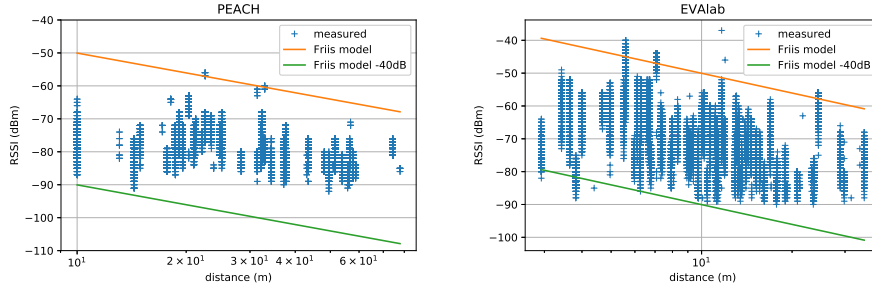 PEACH
−40
−50
−60
−70
−80
−90
−100
−110
RSSI (dBm)
measured
Friis model
Friis model -40dB
10¹
2 × 10¹
3 × 10¹
4 × 10¹
6 × 10¹
distance (m)
EVAlab
−40
−50
−60
−70
−80
−90
−100
RSSI (dBm)
measured
Friis model
Friis model -40dB
10¹
distance (m)